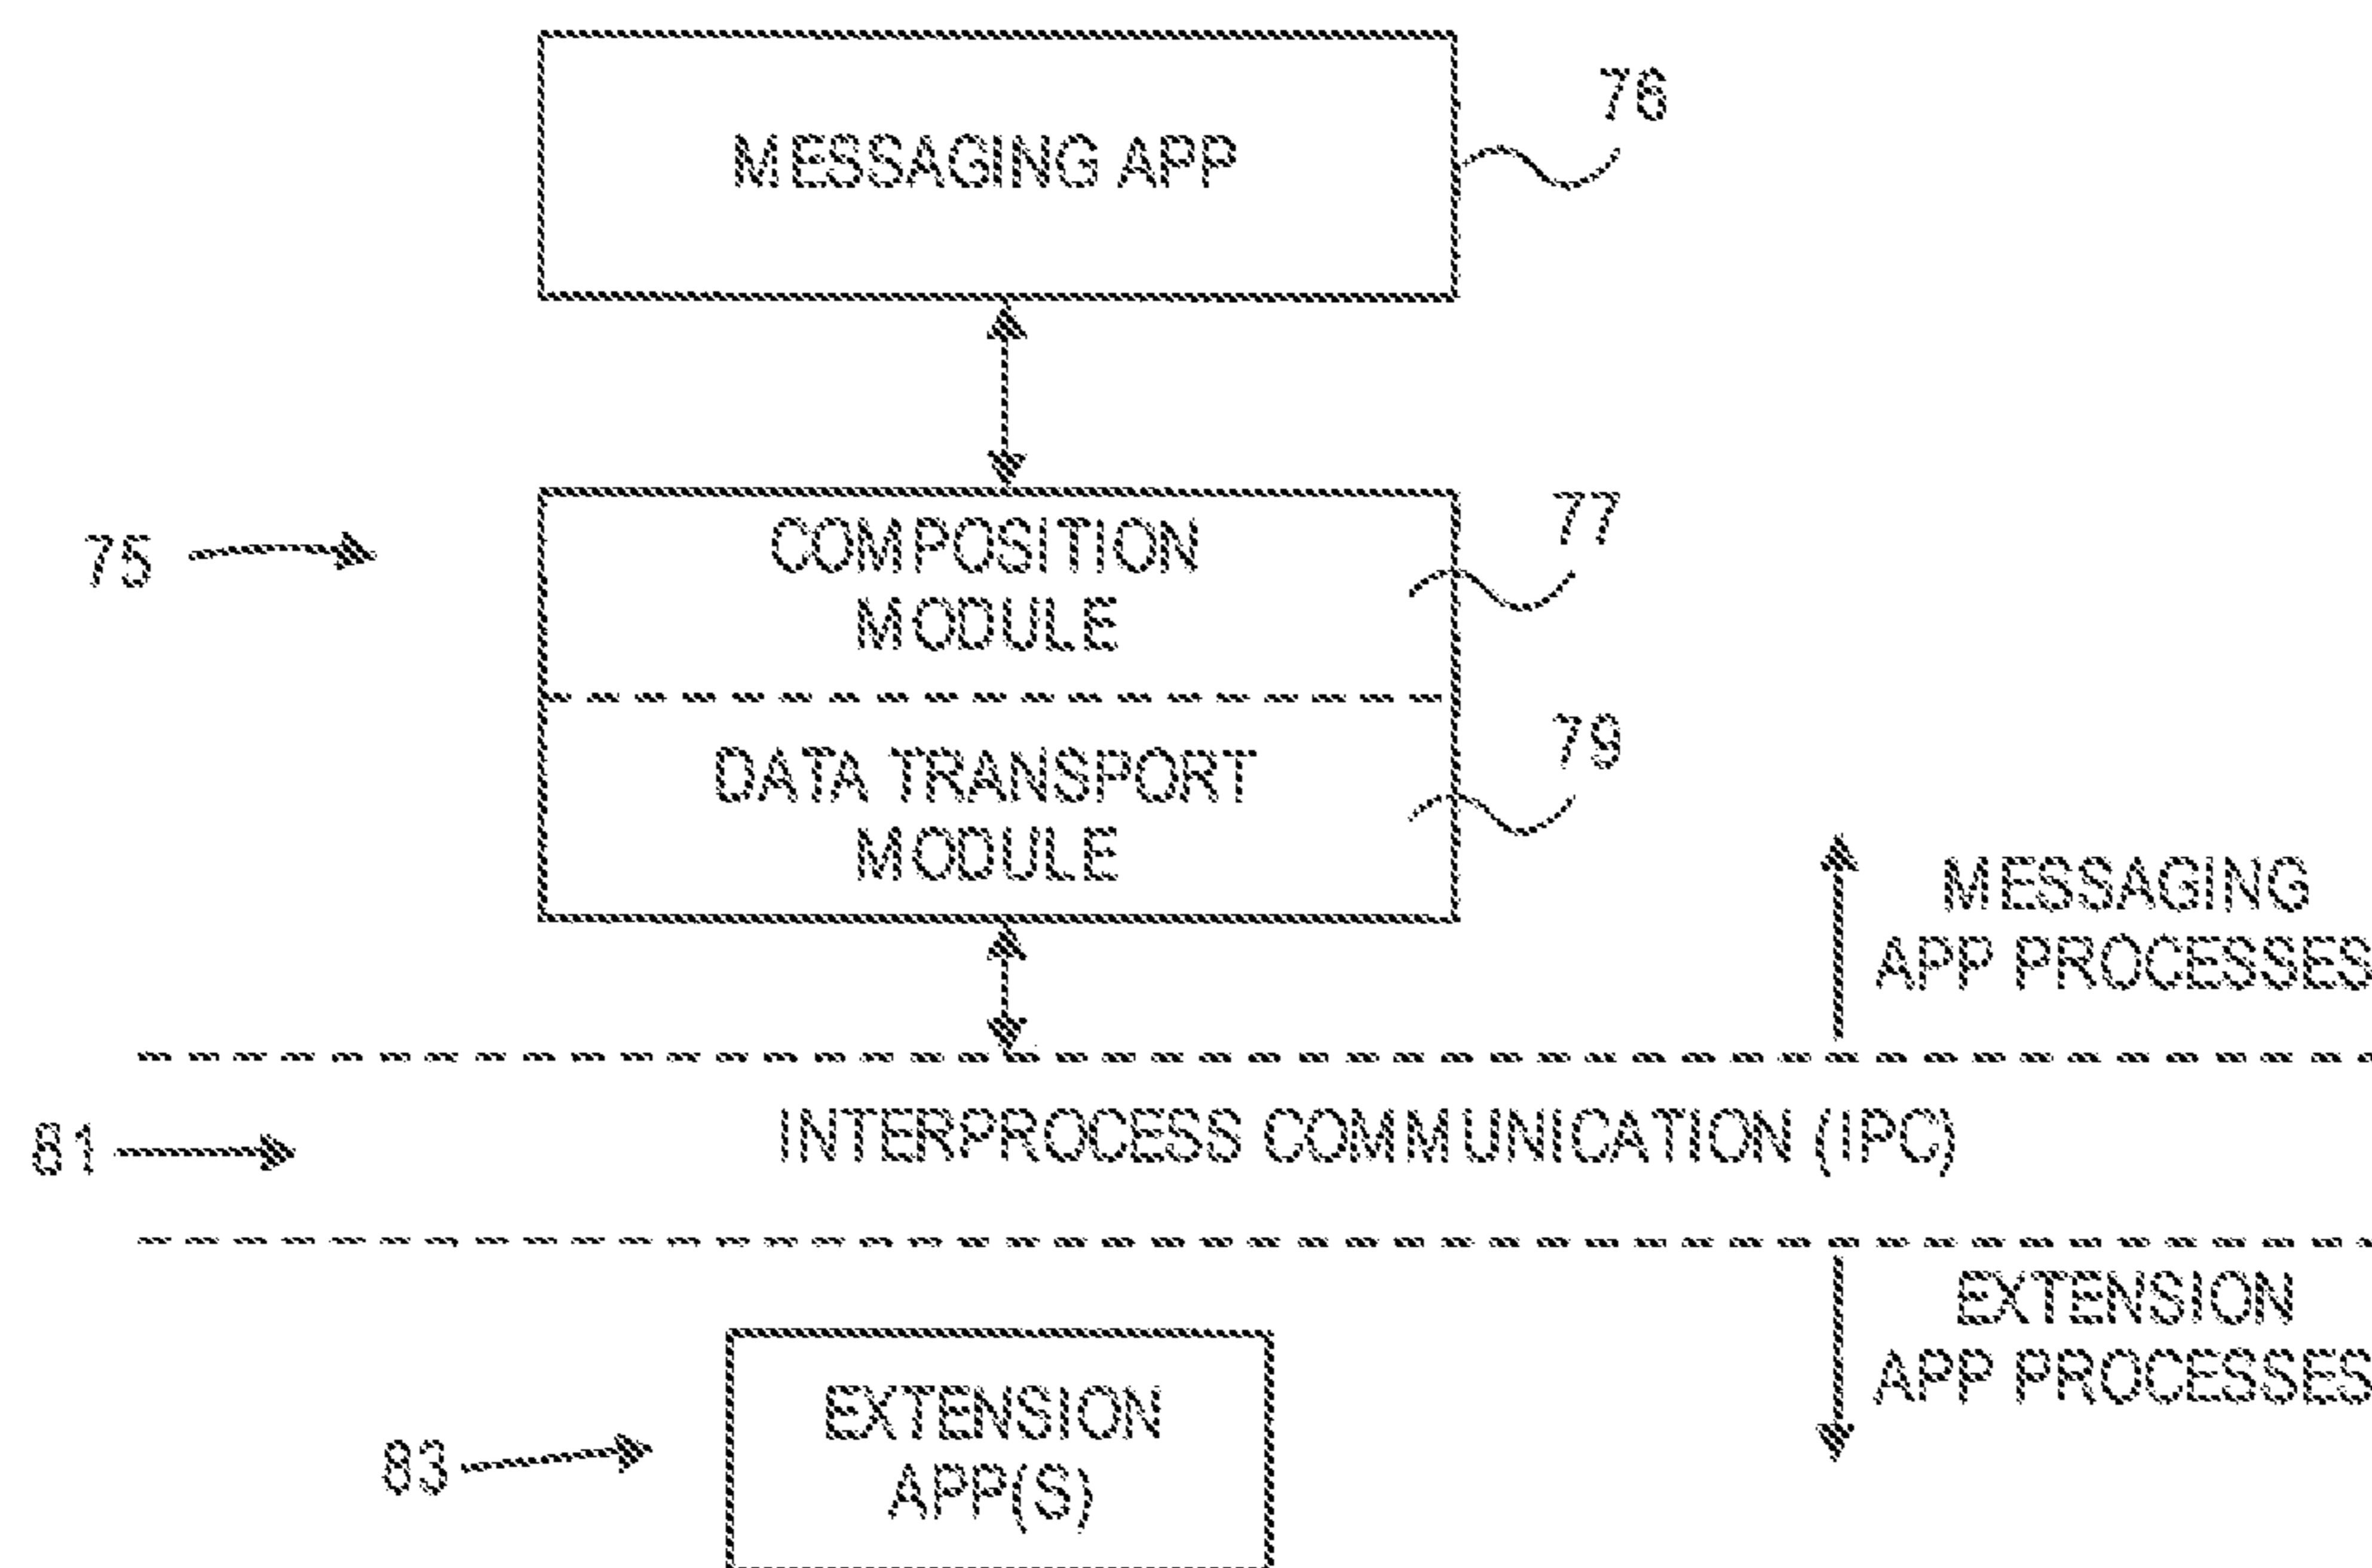 76
MESSAGING APP
77
75
COMPOSITION
MODULE
79
DATA TRANSPORT
MODULE
MESSAGING
APP PROCESSES
81
INTERPROCESS COMMUNICATION (IPC)
EXTENSION
APP PROCESSES
83
EXTENSION
APP(S)